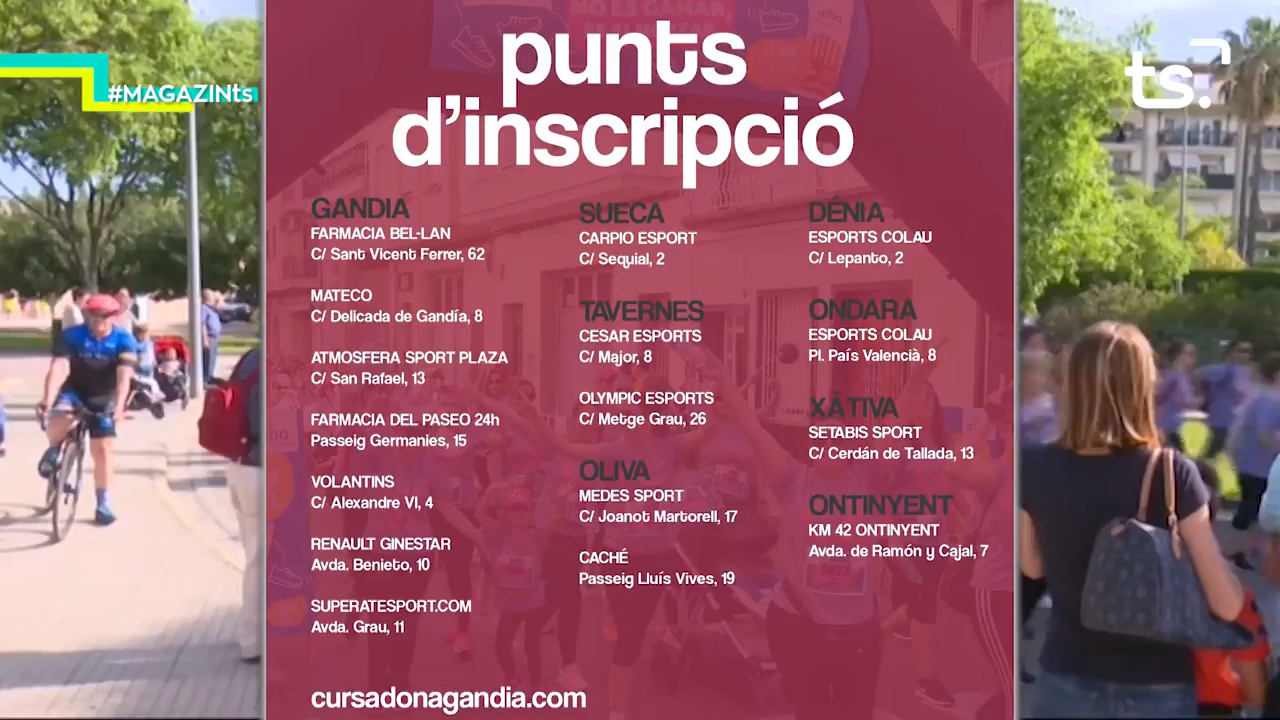 #MAGAZINts
ts.
NO ES GANAR,
punts
d'inscripció
GANDIA
FARMACIA BEL-LAN
C/ Sant Vicent Ferrer, 62
MATECO
C/ Delicada de Gandía, 8
ATMOSFERA SPORT PLAZA
C/ San Rafael, 13
FARMACIA DEL PASEO 24h
Passeig Germanies, 15
VOLANTINS
C/ Alexandre VI, 4
RENAULT GINESTAR
Avda. Benieto, 10
SUPERATESPORT.COM
Avda. Grau, 11
SUECA
CARPIO ESPORT
C/ Sequial, 2
TAVERNES
CESAR ESPORTS
C/ Major, 8
OLYMPIC ESPORTS
C/ Metge Grau, 26
OLIVA
MEDES SPORT
C/ Joanot Martorell, 17
CACHÉ
Passeig Lluís Vives, 19
DÉNIA
ESPORTS COLAU
C/ Lepanto, 2
ONDARA
ESPORTS COLAU
Pl. País Valencià, 8
XÀTIVA
SETABIS SPORT
C/ Cerdán de Tallada, 13
ONTINYENT
KM 42 ONTINYENT
Avda. de Ramón y Cajal, 7
cursadonagandia.com